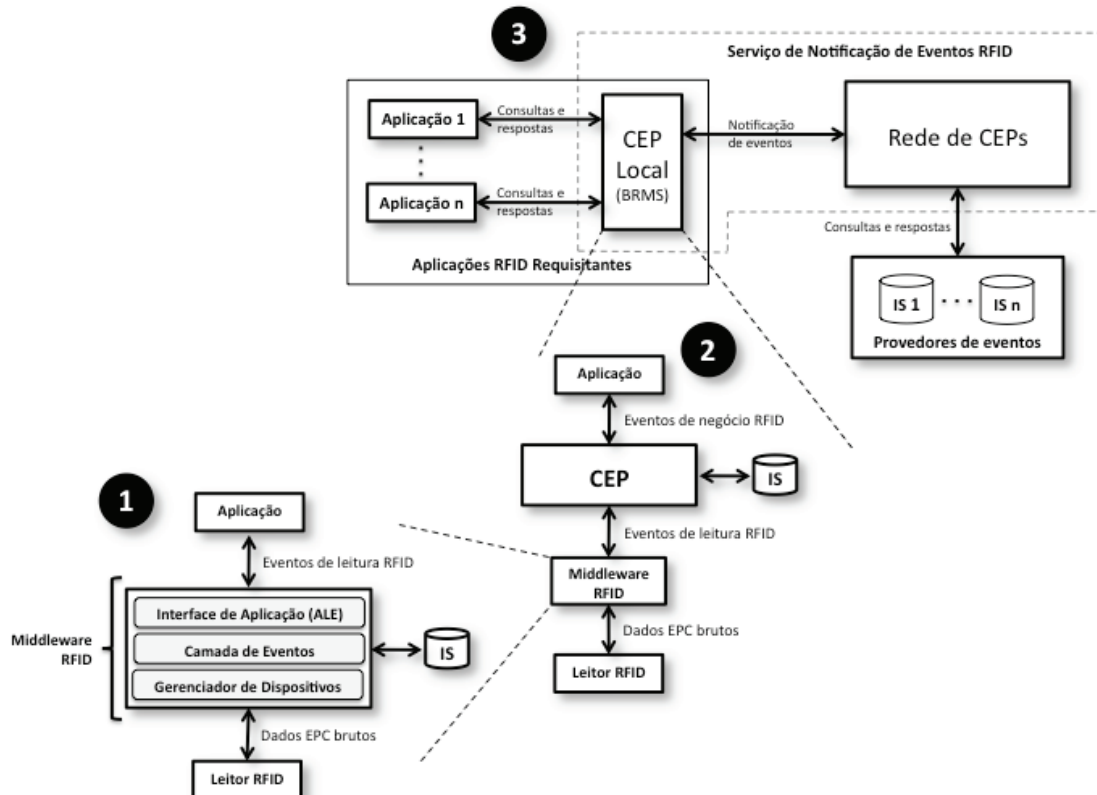 3
Serviço de Notificação de Eventos RFID
Aplicação 1
Consultas e
respostas
CEP
Local
(BRMS)
Notificação
de eventos
Rede de CEPs
Aplicação n
Consultas e
respostas
Aplicações RFID Requisitantes
Consultas e respostas
IS 1
IS n
Provedores de eventos
2
Aplicação
Eventos de negócio RFID
CEP
IS
Eventos de leitura RFID
Middleware
RFID
Dados EPC brutos
Leitor RFID
1
Aplicação
Eventos de leitura RFID
Middleware
RFID
Interface de Aplicação (ALE)
Camada de Eventos
Gerenciador de Dispositivos
IS
Dados EPC brutos
Leitor RFID